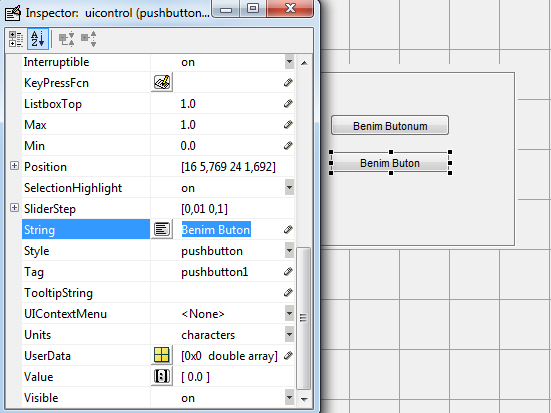 Inspector: uicontrol (pushbutton...
Interruptible on
KeyPressFcn
ListboxTop 1.0
Max 1.0
Min 0.0
Position [16 5,769 24 1,692]
SelectionHighlight on
SliderStep [0,01 0,1]
String Benim Buton
Style pushbutton
Tag pushbutton1
TooltipString
UIContextMenu <None>
Units characters
UserData [0x0 double array]
Value [ 0.0 ]
Visible on
Benim Butonum
Benim Buton